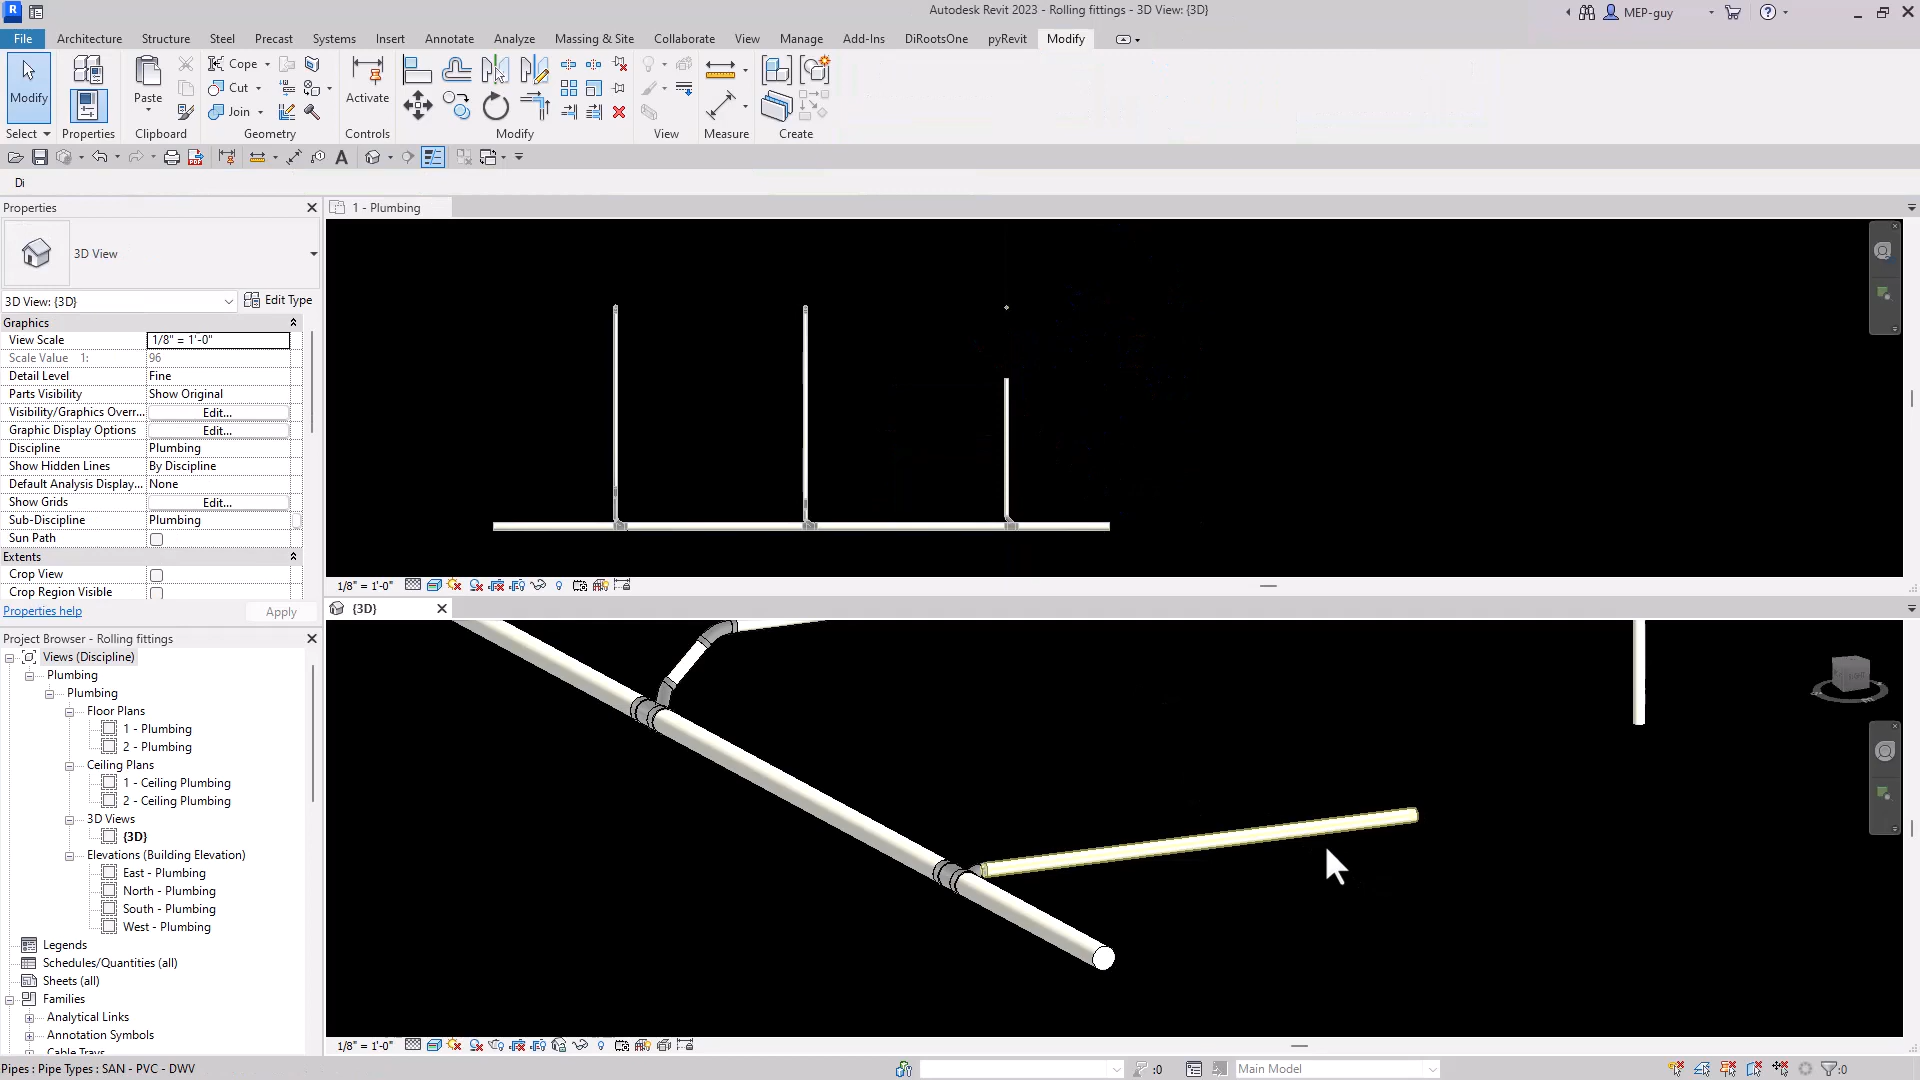 R
Autodesk Revit 2023 - Rolling fittings - 3D View: {3D}
MEP-guy
File Architecture Structure Steel Precast Systems Insert Annotate Analyze Massing & Site Collaborate View Manage Add-Ins DiRootsOne pyRevit Modify
Modify
Paste
Cope
Cut
Join
Activate
Select Properties Clipboard Geometry Controls Modify View Measure Create
Di
Properties
3D View
3D View: {3D} Edit Type
Graphics
View Scale 1/8" = 1'-0"
Scale Value 1: 96
Detail Level Fine
Parts Visibility Show Original
Visibility/Graphics Overr... Edit...
Graphic Display Options Edit...
Discipline Plumbing
Show Hidden Lines By Discipline
Default Analysis Display... None
Show Grids Edit...
Sub-Discipline Plumbing
Sun Path
Extents
Crop View
Crop Region Visible
Properties help Apply
Project Browser - Rolling fittings
Views (Discipline)
Plumbing
Plumbing
Floor Plans
1 - Plumbing
2 - Plumbing
Ceiling Plans
1 - Ceiling Plumbing
2 - Ceiling Plumbing
3D Views
{3D}
Elevations (Building Elevation)
East - Plumbing
North - Plumbing
South - Plumbing
West - Plumbing
Legends
Schedules/Quantities (all)
Sheets (all)
Families
Analytical Links
Annotation Symbols
Cable Trays
1 - Plumbing
1/8" = 1'-0"
{3D}
1/8" = 1'-0"
Pipes : Pipe Types : SAN - PVC - DWV
:0
Main Model
:0